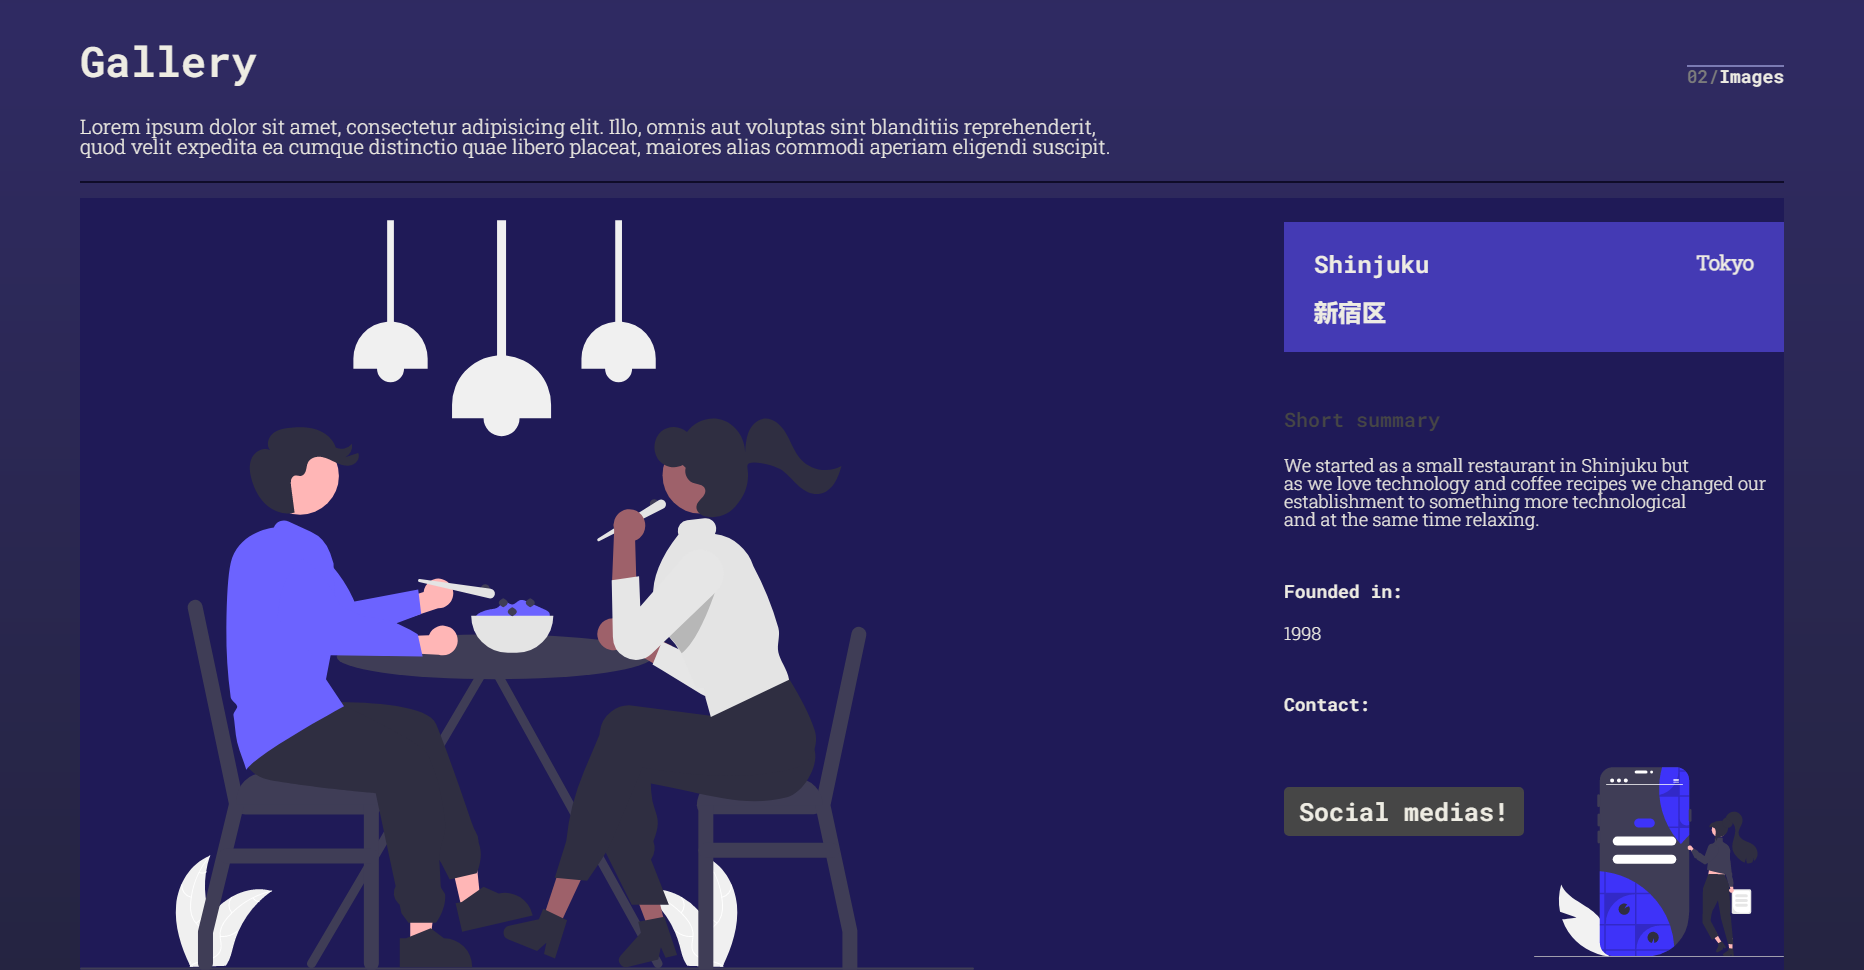 Gallery
02/Images
Lorem ipsum dolor sit amet, consectetur adipisicing elit. Illo, omnis aut voluptas sint blanditiis reprehenderit,
quod velit expedita ea cumque distinctio quae libero placeat, maiores alias commodi aperiam eligendi suscipit.
Shinjuku
Tokyo
新宿区
Short summary
We started as a small restaurant in Shinjuku but
as we love technology and coffee recipes we changed our
establishment to something more technological
and at the same time relaxing.
Founded in:
1998
Contact:
Social medias!